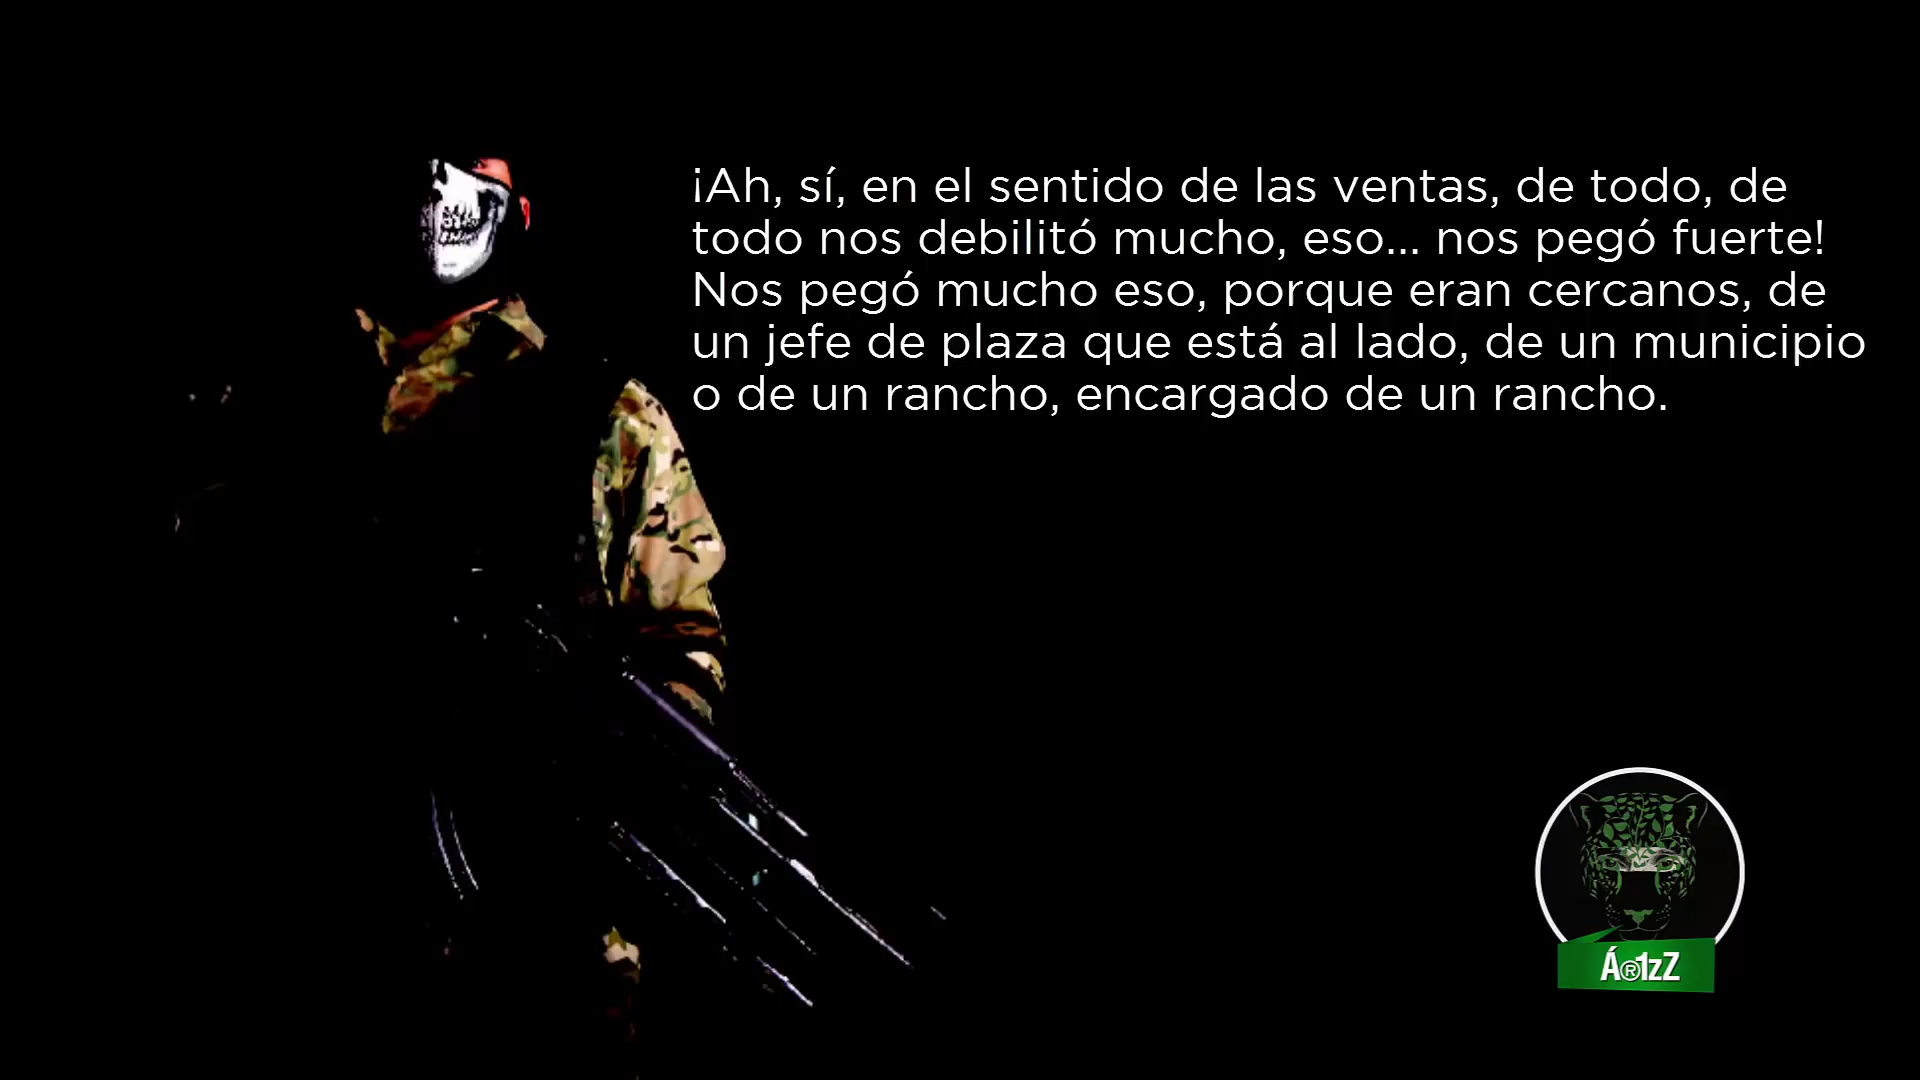 ¡Ah, sí, en el sentido de las ventas, de todo, de
todo nos debilitó mucho, eso... nos pegó fuerte!
Nos pegó mucho eso, porque eran cercanos, de
un jefe de plaza que está al lado, de un municipio
o de un rancho, encargado de un rancho.
Á®1zZ